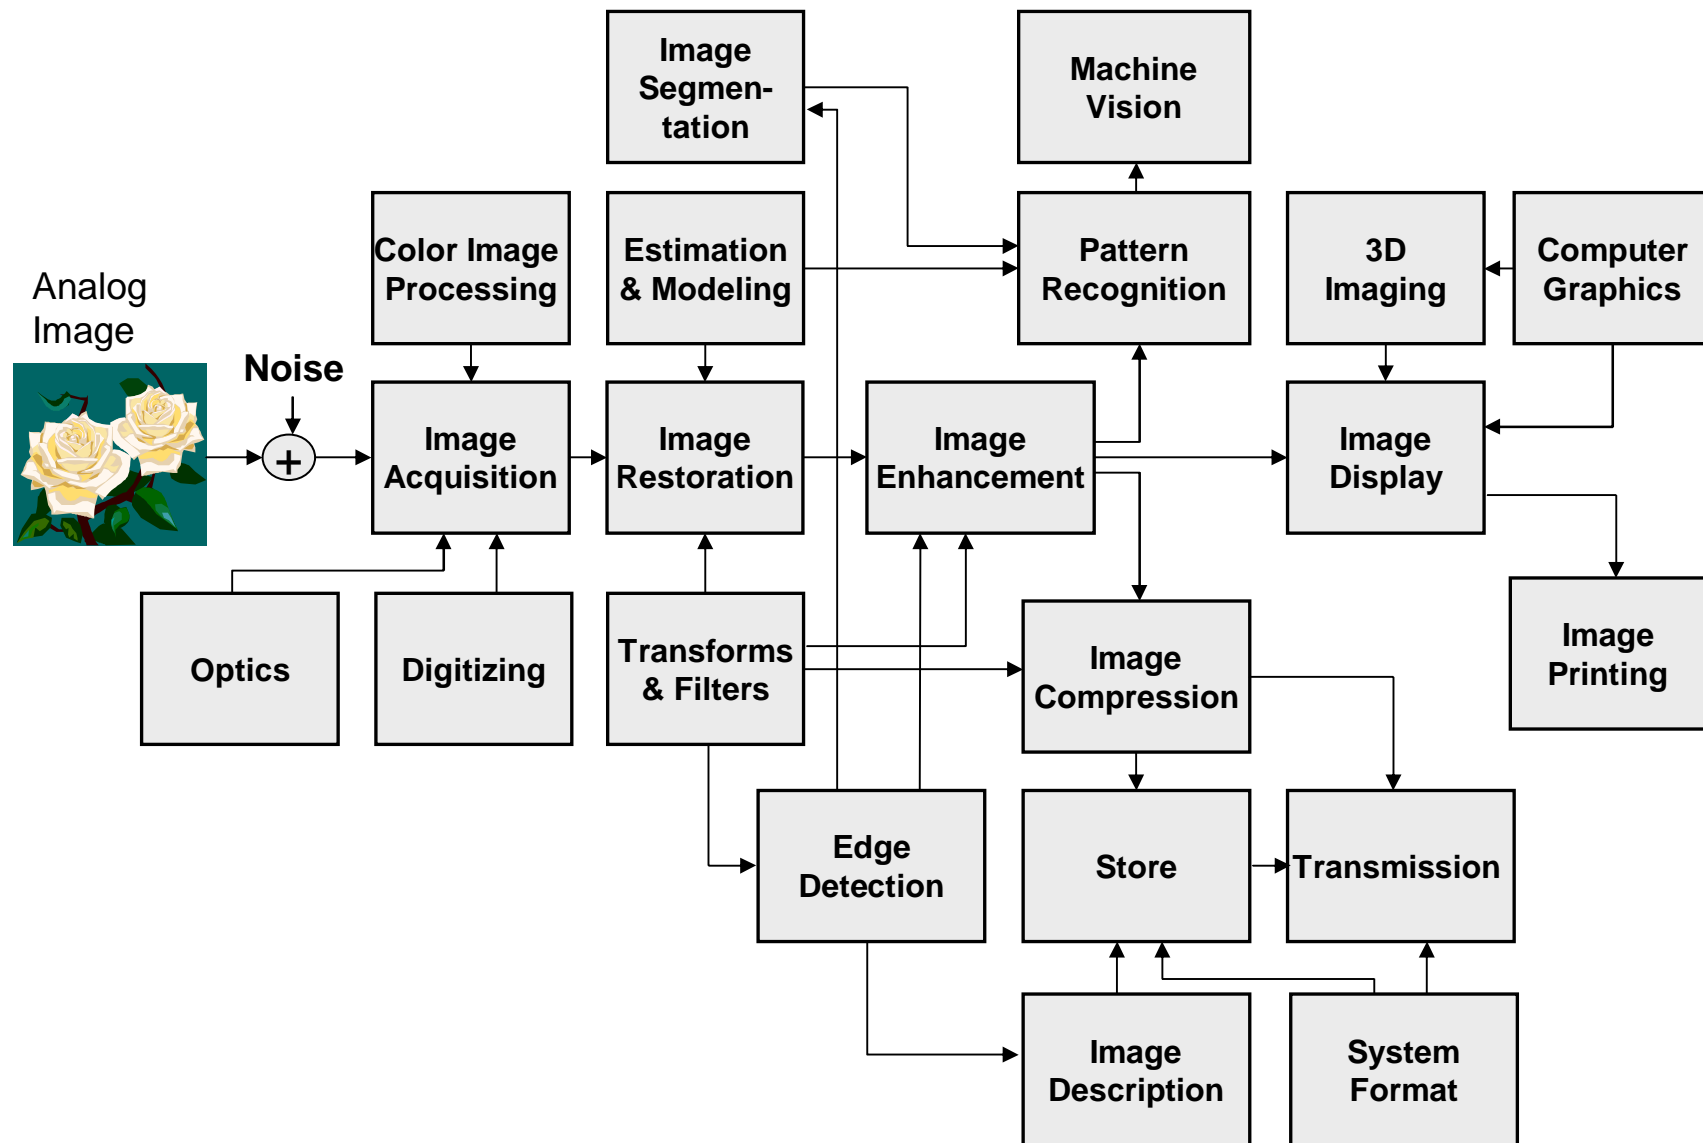 Image
Segmen-
tation
Machine
Vision
Color Image
Processing
Estimation
& Modeling
Pattern
Recognition
3D
Imaging
Computer
Graphics
Analog
Image
Noise
+
Image
Acquisition
Image
Restoration
Image
Enhancement
Image
Display
Optics
Digitizing
Transforms
& Filters
Image
Compression
Image
Printing
Edge
Detection
Store
Transmission
Image
Description
System
Format